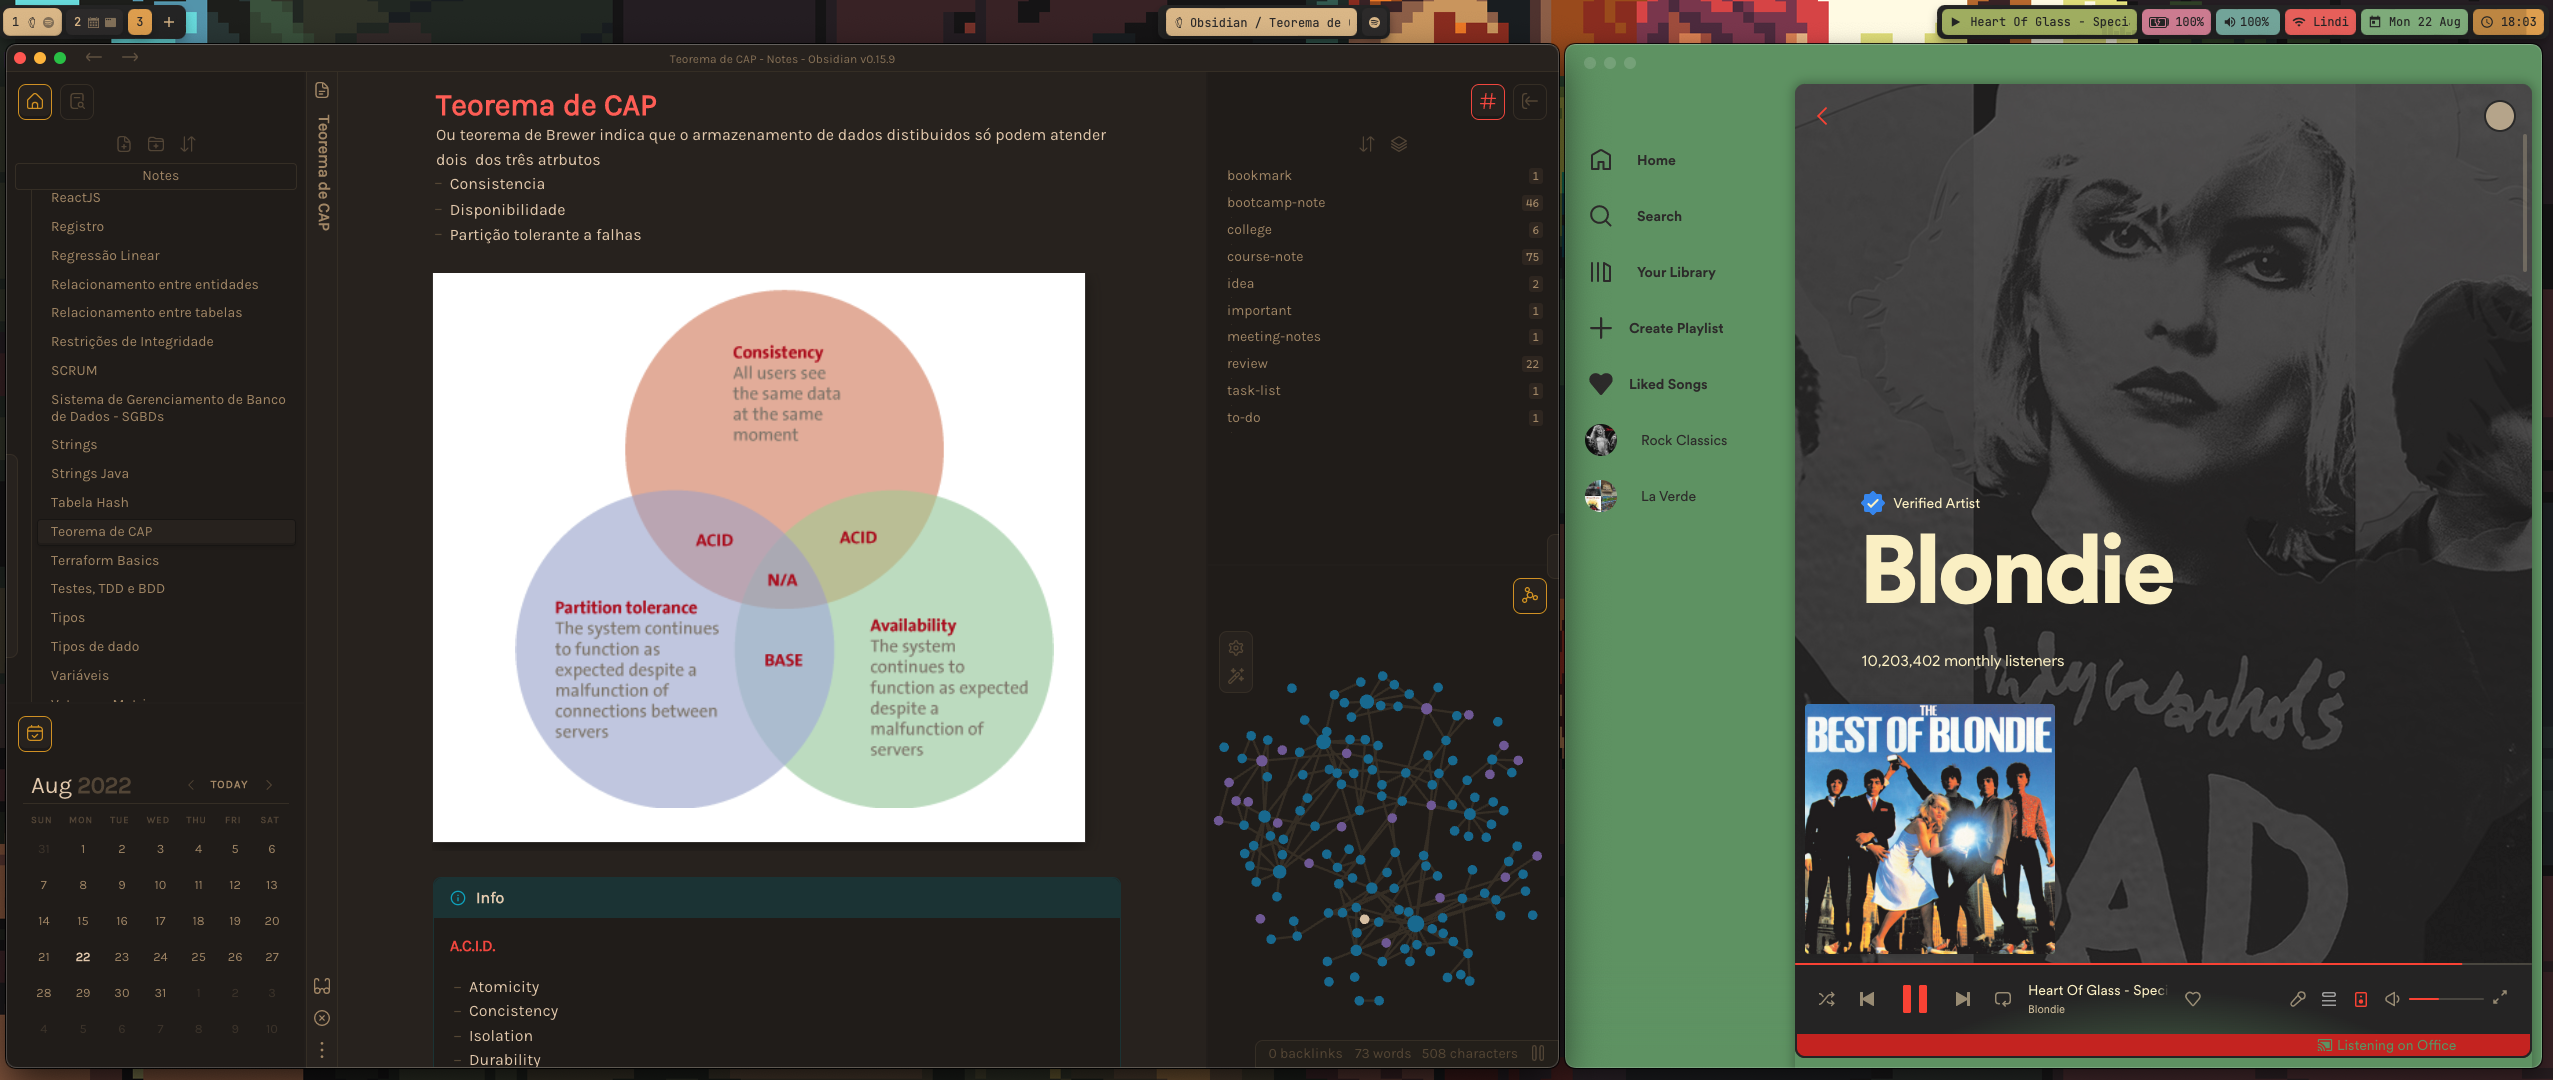 1
2
3
Obsidian / Teorema de
Heart Of Glass - Speci
100%
100%
Lindi
Mon 22 Aug
18:03
Teorema de CAP - Notes - Obsidian v0.15.9
Notes
ReactJS
Registro
Regressão Linear
Relacionamento entre entidades
Relacionamento entre tabelas
Restrições de Integridade
SCRUM
Sistema de Gerenciamento de Banco
de Dados - SGBDs
Strings
Strings Java
Tabela Hash
Teorema de CAP
Terraform Basics
Testes, TDD e BDD
Tipos
Tipos de dado
Variáveis
Aug 2022
TODAY
SUN MON TUE WED THU FRI SAT
31 1 2 3 4 5 6
7 8 9 10 11 12 13
14 15 16 17 18 19 20
21 22 23 24 25 26 27
28 29 30 31 1 2 3
4 5 6 7 8 9 10
Teorema de CAP
Teorema de CAP
Ou teorema de Brewer indica que o armazenamento de dados distibuidos só podem atender
dois dos três atrbutos
– Consistencia
– Disponibilidade
– Partição tolerante a falhas
Consistency
All users see
the same data
at the same
moment
ACID
ACID
N/A
Partition tolerance
The system continues
to function as
expected despite a
malfunction of
connections between
servers
BASE
Availability
The system
continues to
function as expected
despite a
malfunction of
servers
Info
A.C.I.D.
– Atomicity
– Concistency
– Isolation
– Durability
bookmark 1
bootcamp-note 46
college 6
course-note 75
idea 2
important 1
meeting-notes 1
review 22
task-list 1
to-do 1
0 backlinks 73 words 508 characters
Home
Search
Your Library
Create Playlist
Liked Songs
Rock Classics
La Verde
Verified Artist
Blondie
10,203,402 monthly listeners
Andy Warhol's
AD
THE
BEST OF BLONDIE
Heart Of Glass - Speci
Blondie
Listening on Office